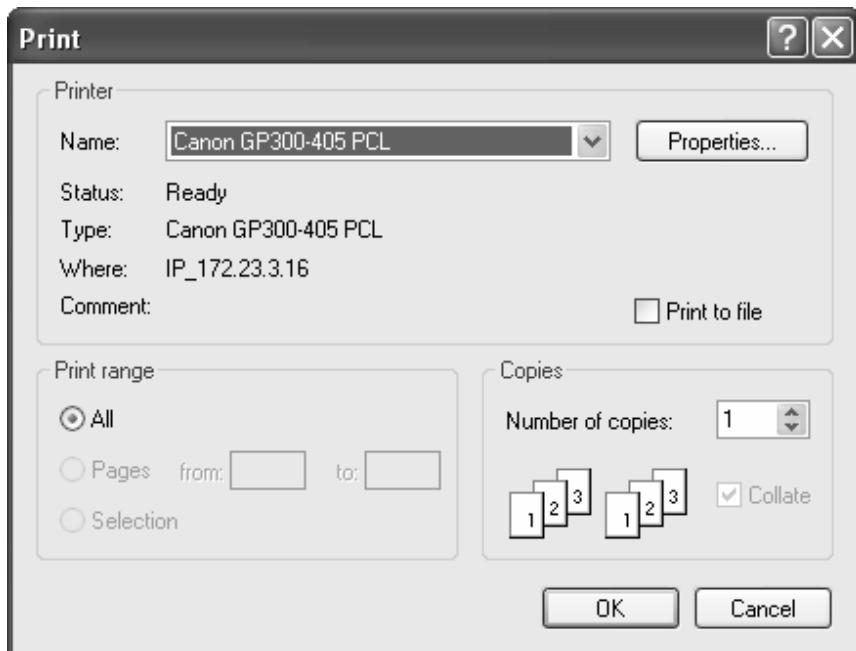 Print
Printer
Name: Canon GP300-405 PCL Properties...
Status: Ready
Type: Canon GP300-405 PCL
Where: IP_172.23.3.16
Comment: Print to file
Print range
All
Pages from: to:
Selection
Copies
Number of copies: 1
1 2 3 1 2 3 Collate
OK Cancel